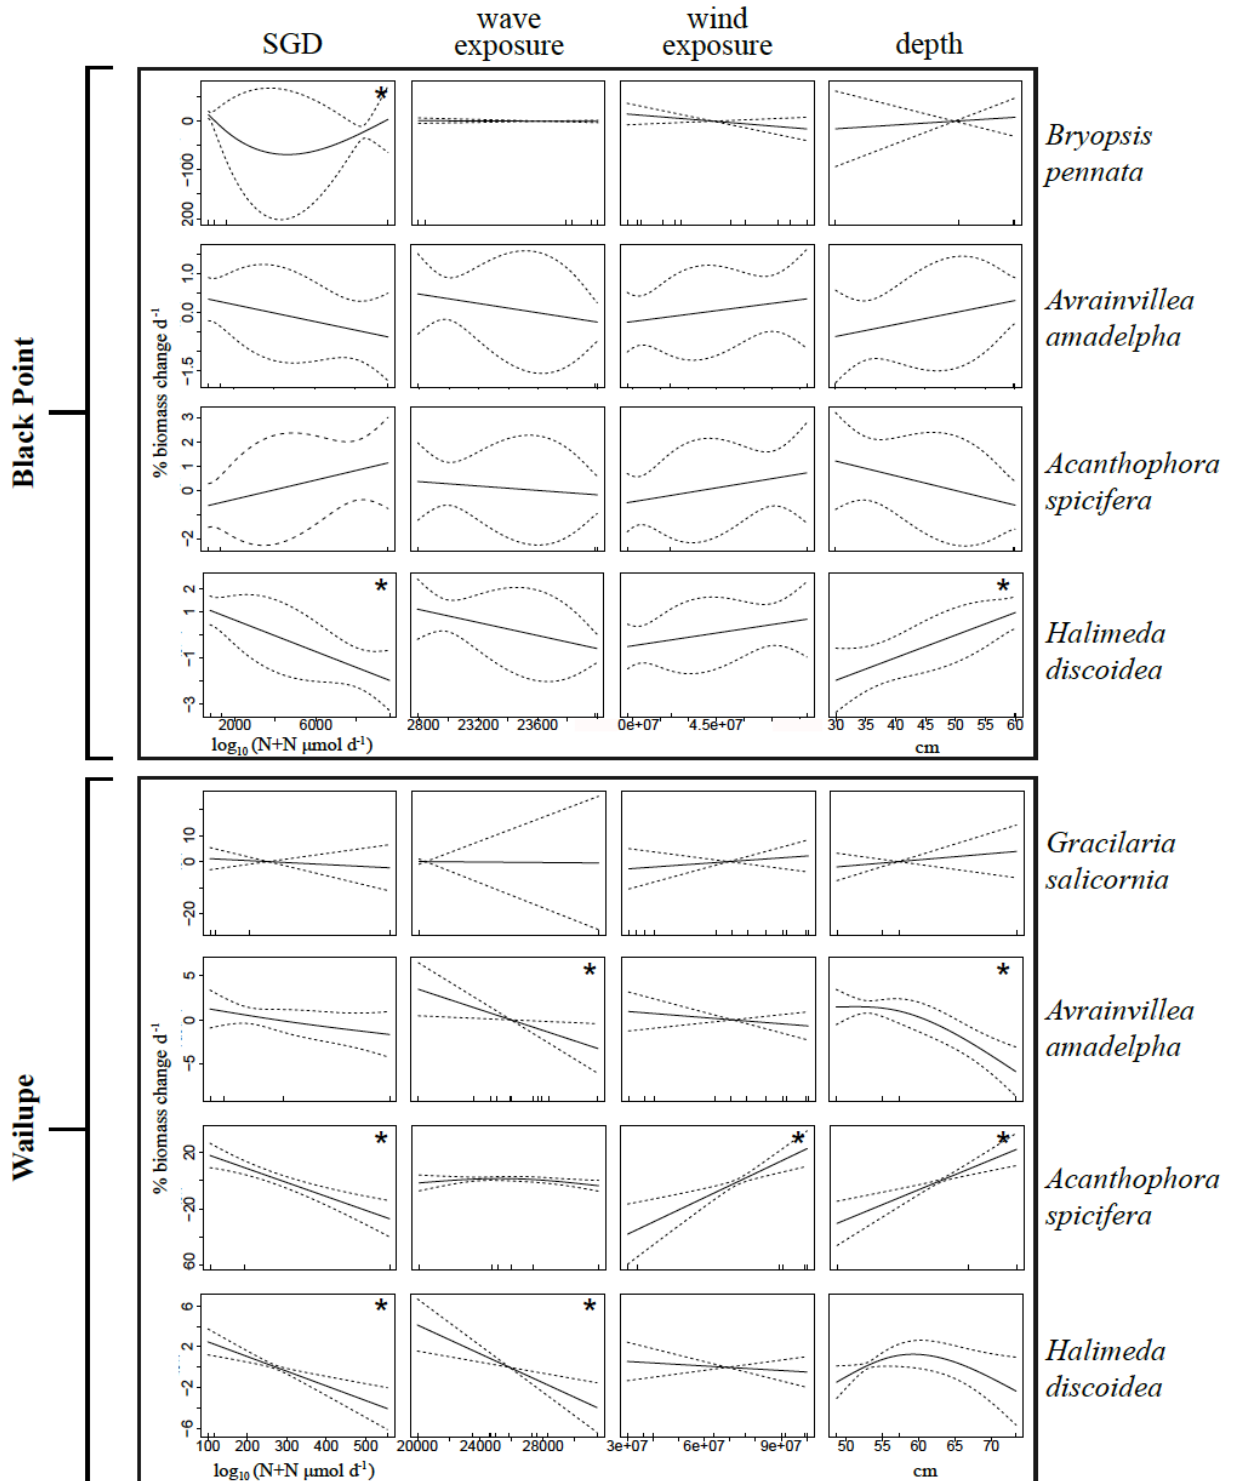 SGD
wave
exposure
wind
exposure
depth
Black Point
% biomass change d-1
0
-100
200
*
Bryopsis
pennata
1.0
0.0
-1.5
Avrainvillea
amadelpha
3
2
1
0
-2
Acanthophora
spicifera
2
1
-1
-3
*
*
Halimeda
discoidea
2000 6000
2800 23200 23600
0e+07 4.5e+07
30 35 40 45 50 55 60
log10 (N+N µmol d-1)
cm
Wailupe
% biomass change d-1
10
0
-20
Gracilaria
salicornia
5
0
-5
*
*
Avrainvillea
amadelpha
20
-20
60
*
*
*
Acanthophora
spicifera
6
2
-2
-6
*
*
Halimeda
discoidea
100 200 300 400 500
20000 24000 28000
3e+07 6e+07 9e+07
50 55 60 65 70
log10 (N+N µmol d-1)
cm